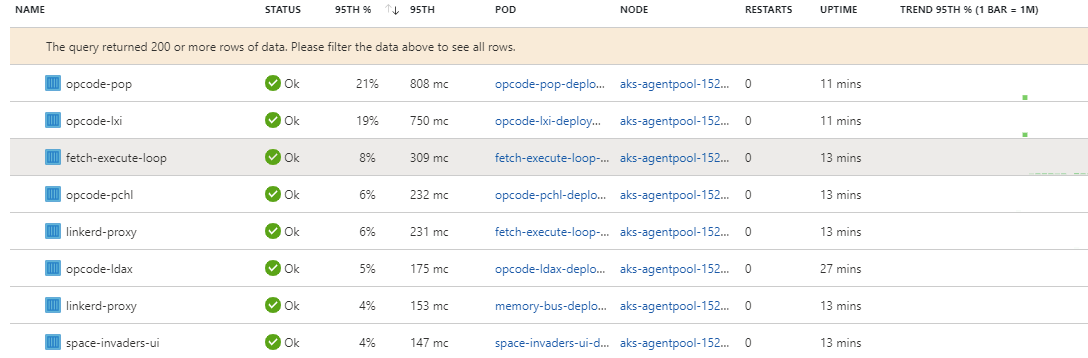 NAME STATUS 95TH % ↑↓ 95TH POD NODE RESTARTS UPTIME TREND 95TH % (1 BAR = 1M)
The query returned 200 or more rows of data. Please filter the data above to see all rows.
opcode-pop Ok 21% 808 mc opcode-pop-deplo... aks-agentpool-152... 0 11 mins
opcode-lxi Ok 19% 750 mc opcode-lxi-deploy... aks-agentpool-152... 0 11 mins
fetch-execute-loop Ok 8% 309 mc fetch-execute-loop-... aks-agentpool-152... 0 13 mins
opcode-pchl Ok 6% 232 mc opcode-pchl-deplo... aks-agentpool-152... 0 13 mins
linkerd-proxy Ok 6% 231 mc fetch-execute-loop-... aks-agentpool-152... 0 13 mins
opcode-ldax Ok 5% 175 mc opcode-ldax-deplo... aks-agentpool-152... 0 27 mins
linkerd-proxy Ok 4% 153 mc memory-bus-deplo... aks-agentpool-152... 0 13 mins
space-invaders-ui Ok 4% 147 mc space-invaders-ui-d... aks-agentpool-152... 0 13 mins